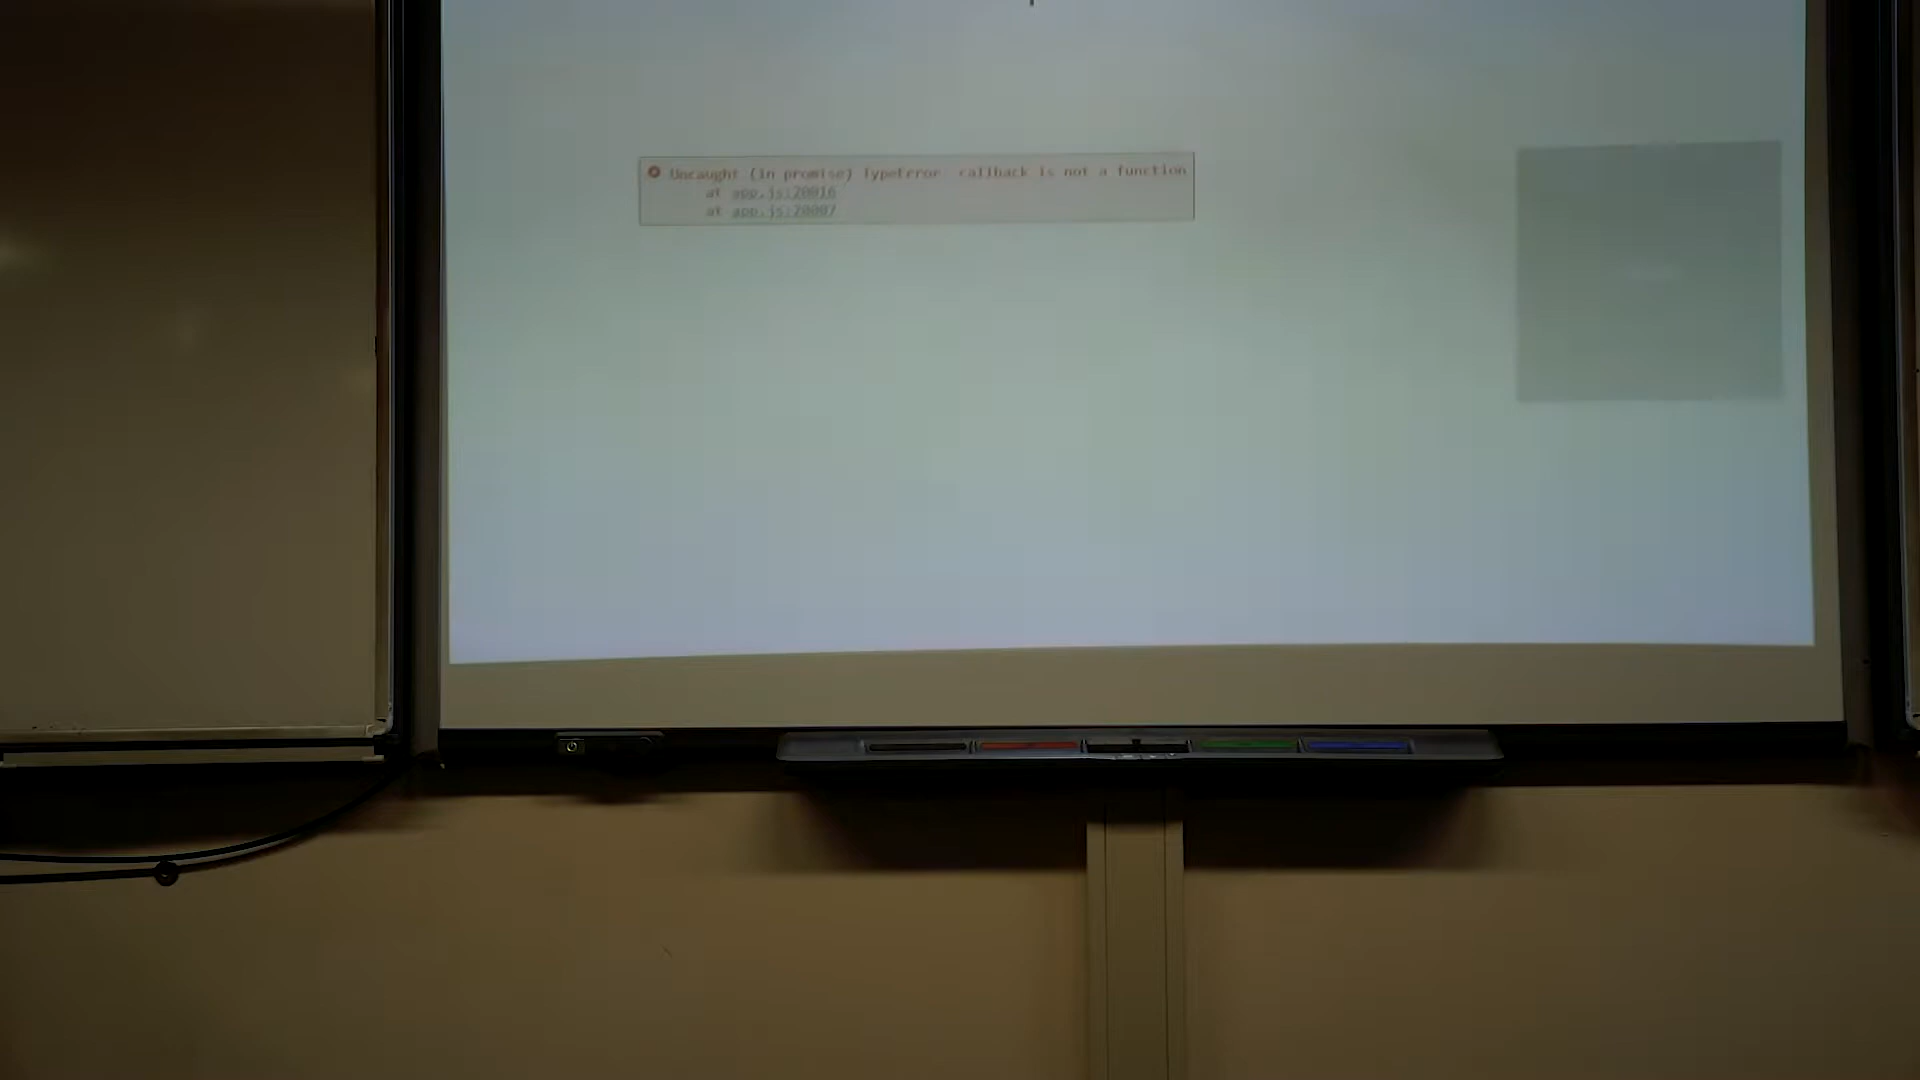 Uncaught (in promise) TypeError callback is not a function
at app.js:20016
at app.js:20007